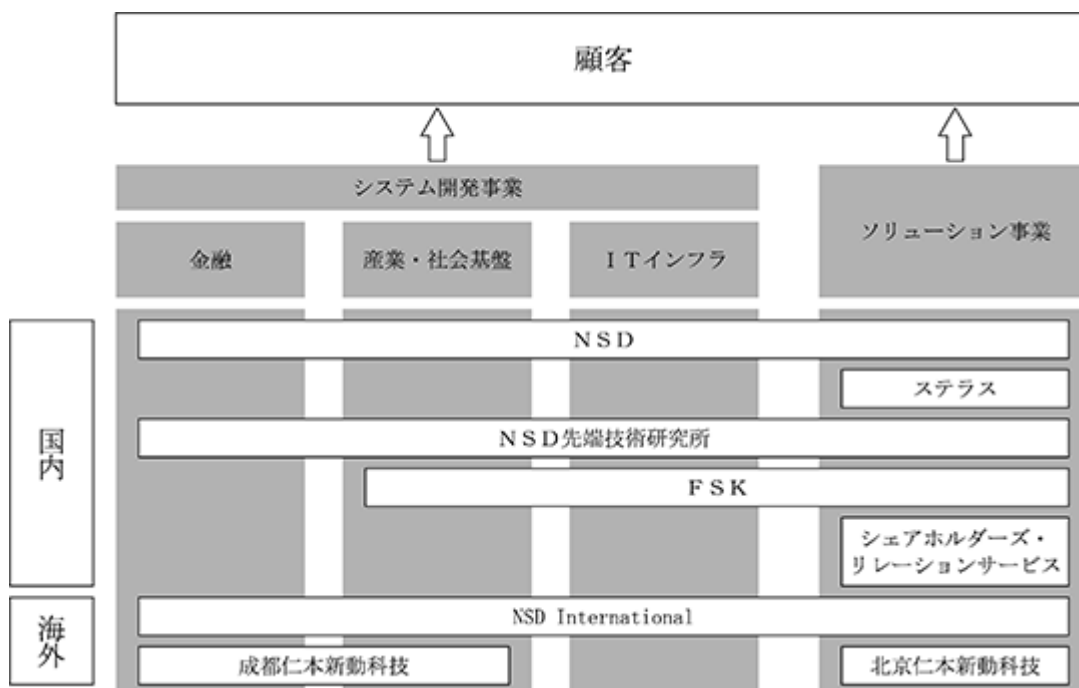 顧客
システム開発事業
金融
産業・社会基盤
ＩＴインフラ
ソリューション事業
国内
ＮＳＤ
ステラス
ＮＳＤ先端技術研究所
ＦＳＫ
シェアホルダーズ・
リレーションサービス
海外
NSD International
成都仁本新動科技
北京仁本新動科技